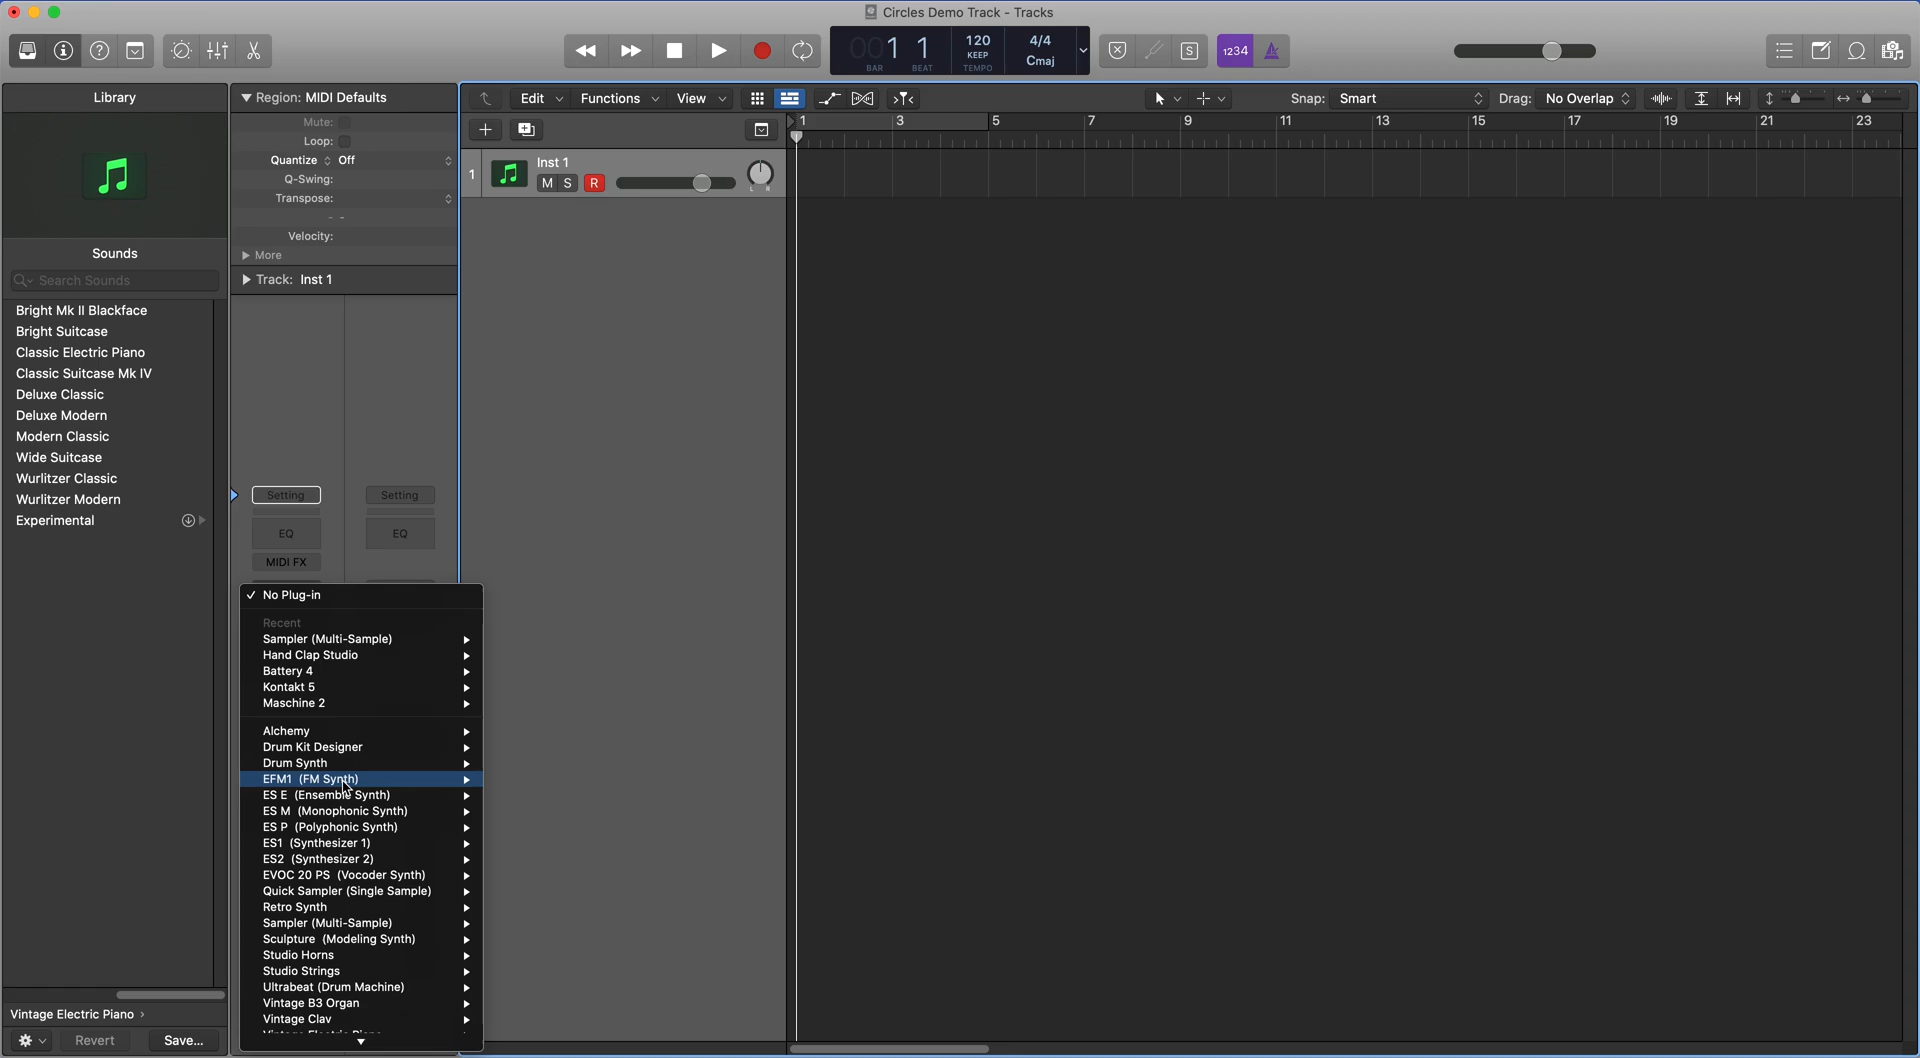 Circles Demo Track - Tracks
1 1
BAR BEAT
120
KEEP
TEMPO
4/4
Cmaj
S
1234
Library
Sounds
Search Sounds
Bright Mk II Blackface
Bright Suitcase
Classic Electric Piano
Classic Suitcase Mk IV
Deluxe Classic
Deluxe Modern
Modern Classic
Wide Suitcase
Wurlitzer Classic
Wurlitzer Modern
Experimental
Vintage Electric Piano
Revert Save...
Region: MIDI Defaults
Mute:
Loop:
Quantize Off
Q-Swing:
Transpose:
- -
Velocity:
More
Track: Inst 1
Setting Setting
EQ EQ
MIDI FX
No Plug-in
Recent
Sampler (Multi-Sample)
Hand Clap Studio
Battery 4
Kontakt 5
Maschine 2
Alchemy
Drum Kit Designer
Drum Synth
EFM1 (FM Synth)
ES E (Ensemble Synth)
ES M (Monophonic Synth)
ES P (Polyphonic Synth)
ES1 (Synthesizer 1)
ES2 (Synthesizer 2)
EVOC 20 PS (Vocoder Synth)
Quick Sampler (Single Sample)
Retro Synth
Sampler (Multi-Sample)
Sculpture (Modeling Synth)
Studio Horns
Studio Strings
Ultrabeat (Drum Machine)
Vintage B3 Organ
Vintage Clav
Edit Functions View
Snap: Smart Drag: No Overlap
1 3 5 7 9 11 13 15 17 19 21 23
1 Inst 1
M S R
L R